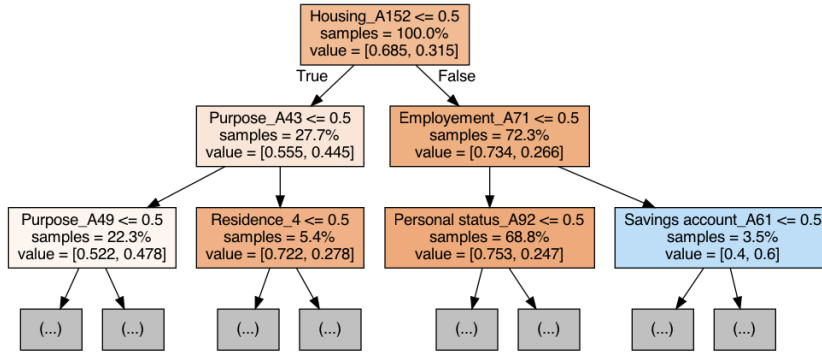 Housing_A152 <= 0.5
samples = 100.0%
value = [0.685, 0.315]
True
False
Purpose_A43 <= 0.5
samples = 27.7%
value = [0.555, 0.445]
Employement_A71 <= 0.5
samples = 72.3%
value = [0.734, 0.266]
Purpose_A49 <= 0.5
samples = 22.3%
value = [0.522, 0.478]
Residence_4 <= 0.5
samples = 5.4%
value = [0.722, 0.278]
Personal status_A92 <= 0.5
samples = 68.8%
value = [0.753, 0.247]
Savings account_A61 <= 0.5
samples = 3.5%
value = [0.4, 0.6]
(...)
(...)
(...)
(...)
(...)
(...)
(...)
(...)